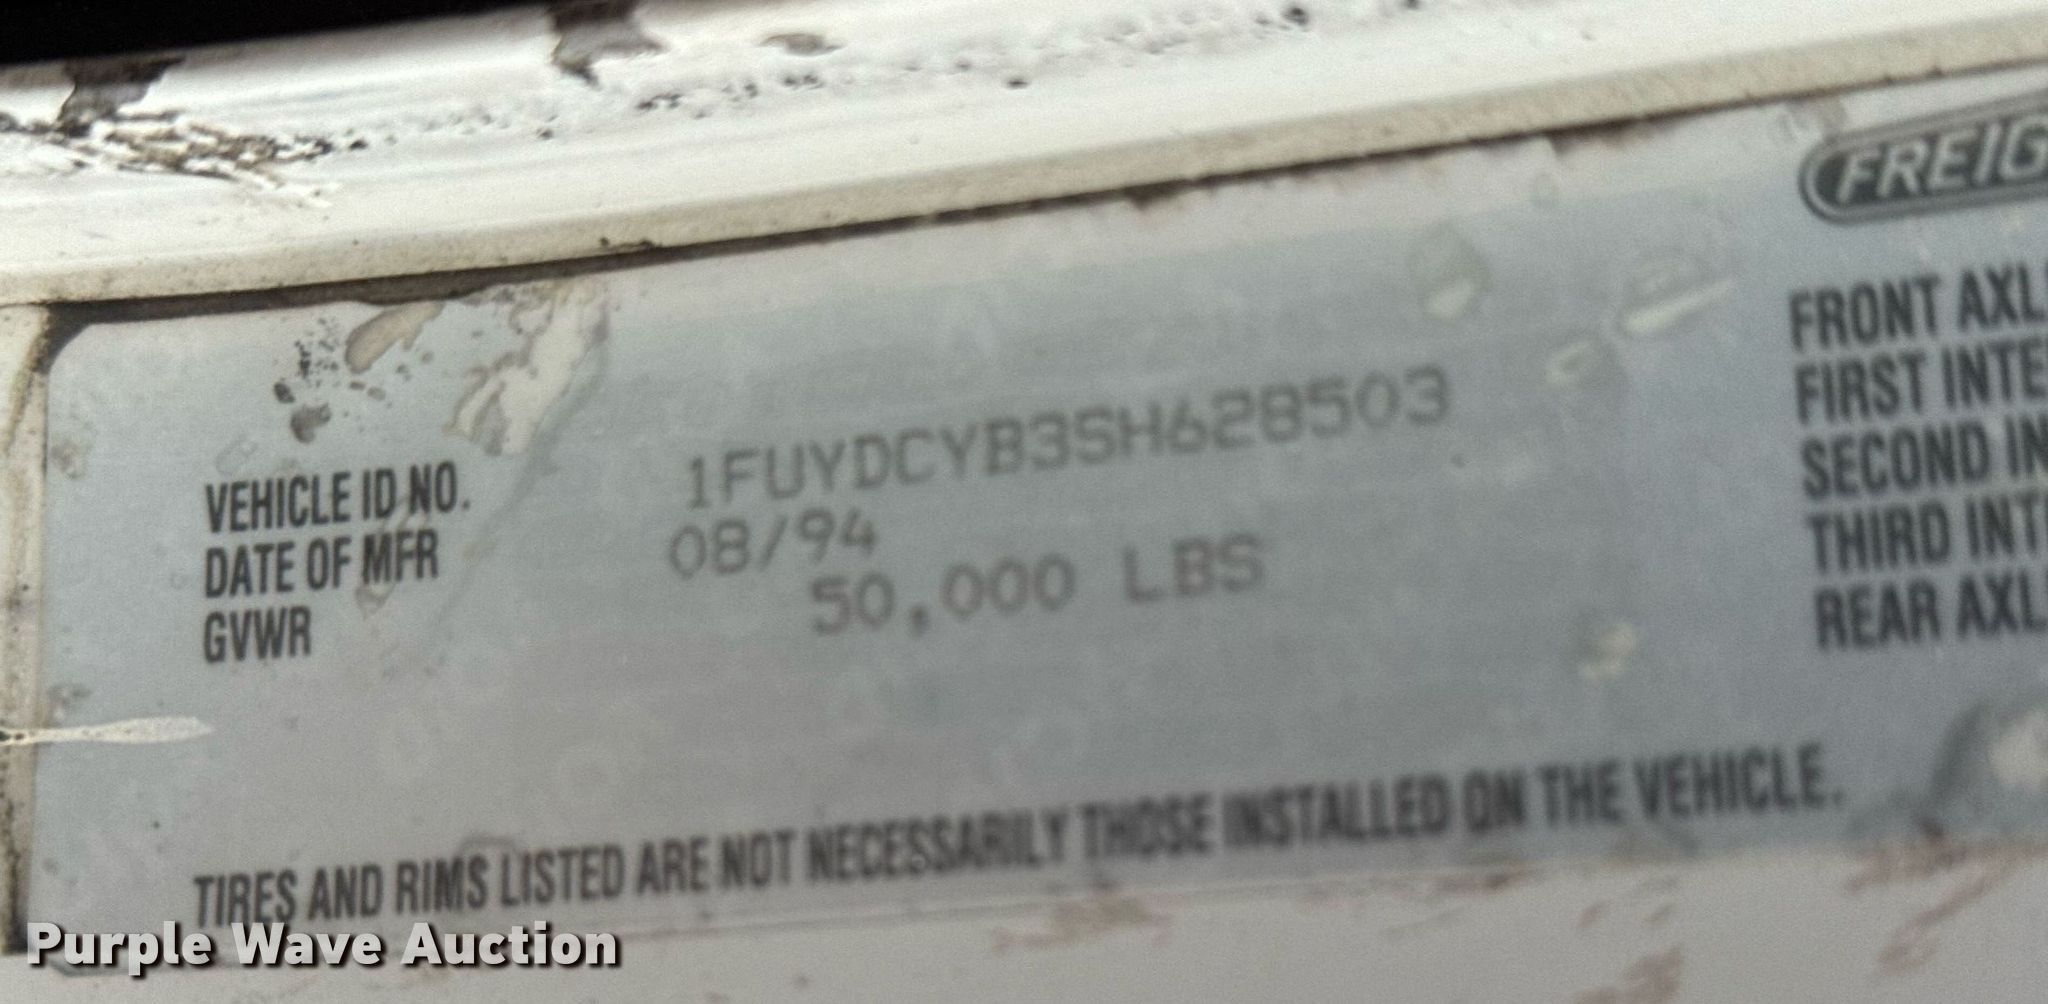 FREIG
VEHICLE ID NO. 1FUYDCYB3SH628503
DATE OF MFR 08/94
GVWR 50,000 LBS
FRONT AXL
FIRST INTE
SECOND IN
THIRD INT
REAR AXL
TIRES AND RIMS LISTED ARE NOT NECESSARILY THOSE INSTALLED ON THE VEHICLE.
Purple Wave Auction